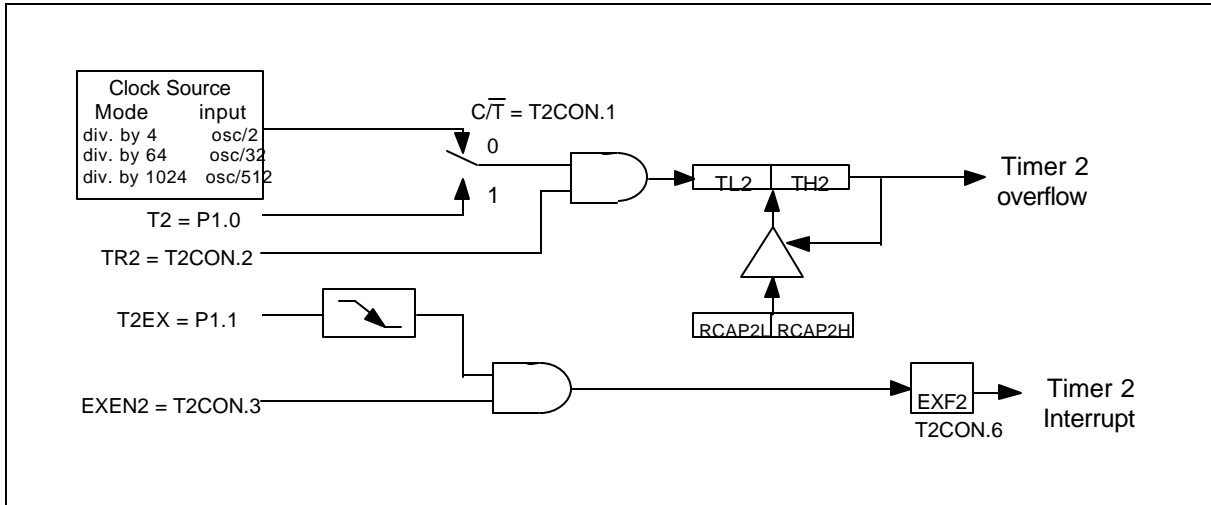 Clock Source
Mode input
div. by 4 osc/2
div. by 64 osc/32
div. by 1024 osc/512
C/T̅ = T2CON.1
0
1
T2 = P1.0
TR2 = T2CON.2
TL2 TH2
Timer 2
overflow
T2EX = P1.1
RCAP2L RCAP2H
EXEN2 = T2CON.3
EXF2
T2CON.6
Timer 2
Interrupt